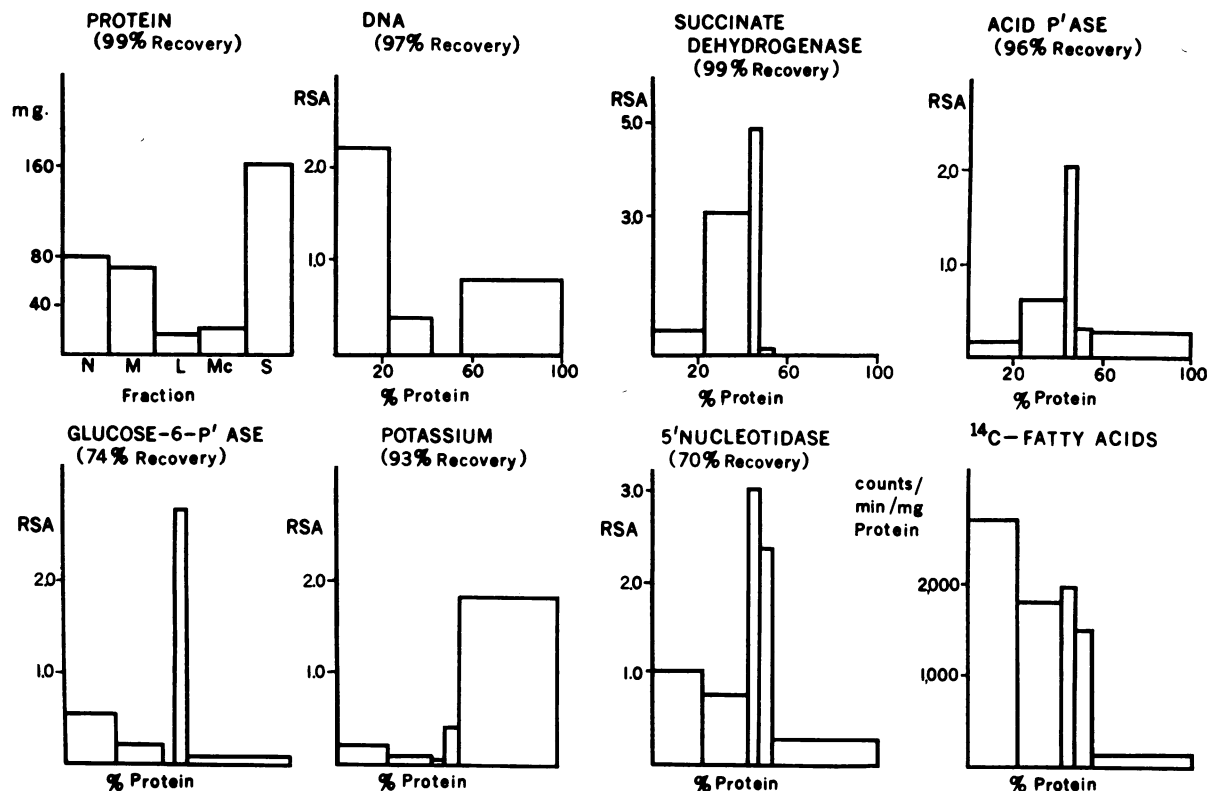 PROTEIN
(99% Recovery)
mg.
160
80
40
N M L Mc S
Fraction
DNA
(97% Recovery)
RSA
2.0
1.0
20 60 100
% Protein
SUCCINATE
DEHYDROGENASE
(99% Recovery)
RSA
5.0
3.0
20 60 100
% Protein
ACID P'ASE
(96% Recovery)
RSA
2.0
1.0
20 60 100
% Protein
GLUCOSE-6-P' ASE
(74% Recovery)
RSA
2.0
1.0
% Protein
POTASSIUM
(93% Recovery)
RSA
2.0
1.0
% Protein
5'NUCLEOTIDASE
(70% Recovery)
3.0
RSA
2.0
1.0
% Protein
14C-FATTY ACIDS
counts/
min/mg
Protein
2,000
1,000
% Protein